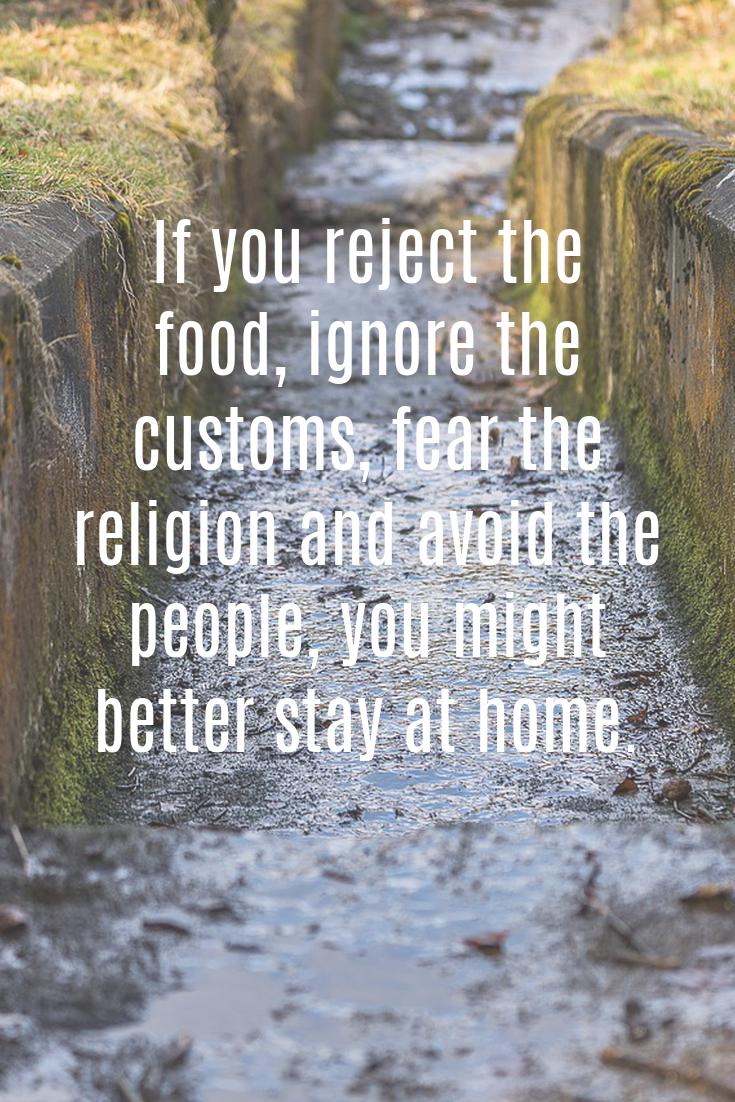 If you reject the
food, ignore the
customs, fear the
religion and avoid the
people, you might
better stay at home.